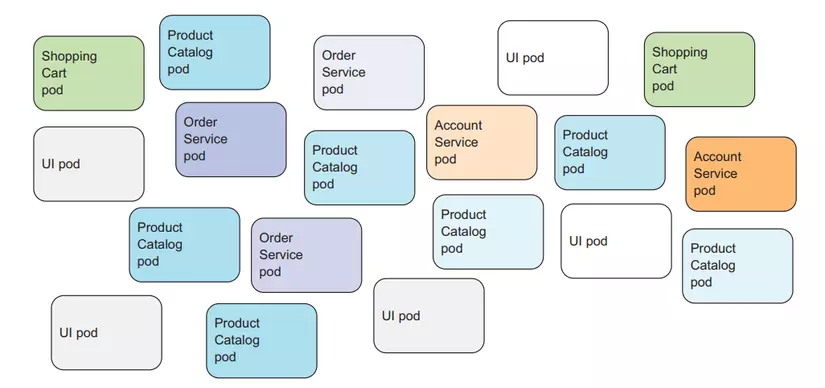 Shopping
Cart
pod
Product
Catalog
pod
Order
Service
pod
UI pod
Shopping
Cart
pod
UI pod
Order
Service
pod
Product
Catalog
pod
Account
Service
pod
Product
Catalog
pod
Account
Service
pod
Product
Catalog
pod
Order
Service
pod
Product
Catalog
pod
UI pod
Product
Catalog
pod
UI pod
Product
Catalog
pod
UI pod